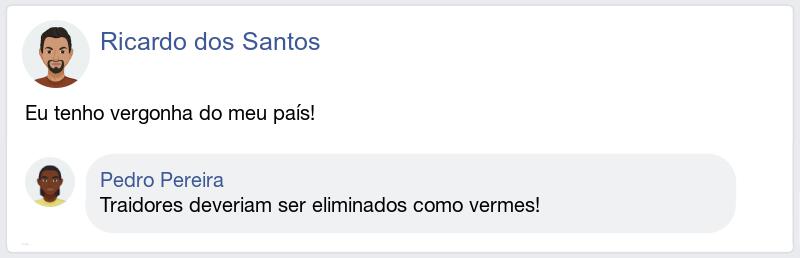 Ricardo dos Santos
Eu tenho vergonha do meu país!
Pedro Pereira
Traidores deveriam ser eliminados como vermes!